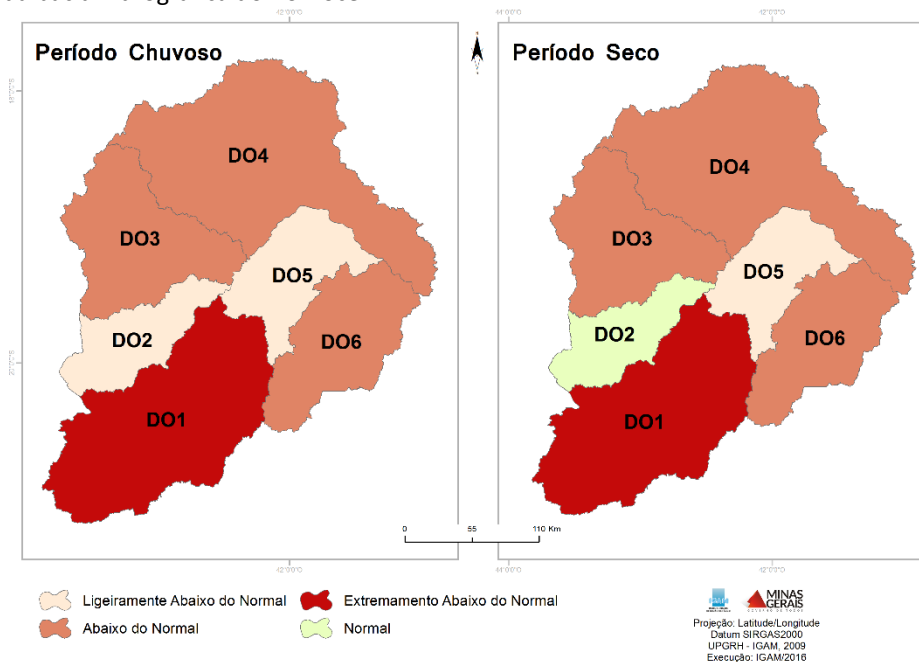 Período Chuvoso
DO4
DO3
DO5
DO2
DO6
DO1
Período Seco
DO4
DO3
DO5
DO2
DO6
DO1
0 55 110 Km
Ligeiramente Abaixo do Normal
Extremamento Abaixo do Normal
Abaixo do Normal
Normal
MINAS
GERAIS
Projeção: Latitude/Longitude
Datum SIRGAS2000
UPGRH - IGAM, 2009
Execução: IGAM/2016